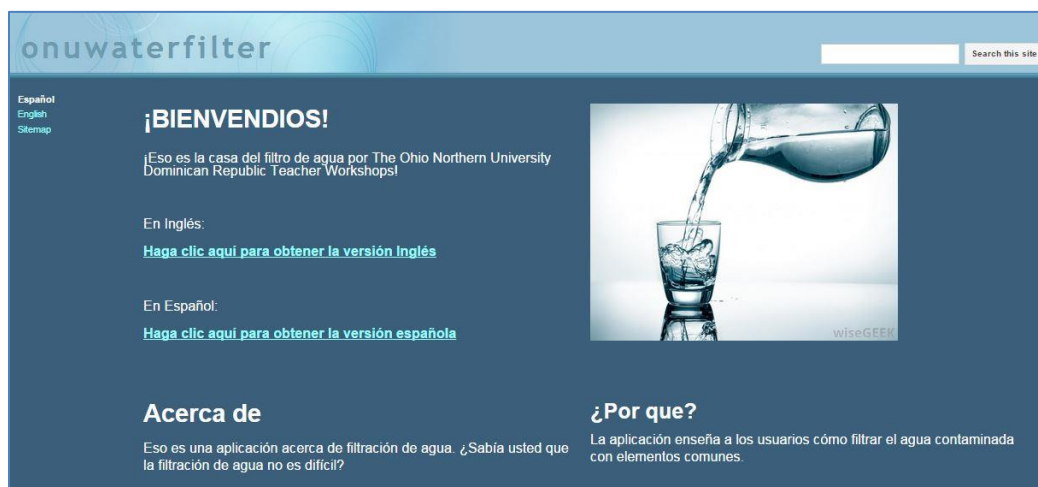 onuwaterfilter
Search this site
Español
English
Sitemap
¡BIENVENDIOS!
¡Eso es la casa del filtro de agua por The Ohio Northern University
Dominican Republic Teacher Workshops!
En Inglés:
Haga clic aquí para obtener la versión Inglés
En Español:
Haga clic aquí para obtener la versión española
wiseGEEK
Acerca de
Eso es una aplicación acerca de filtración de agua. ¿Sabía usted que
la filtración de agua no es difícil?
¿Por que?
La aplicación enseña a los usuarios cómo filtrar el agua contaminada
con elementos comunes.